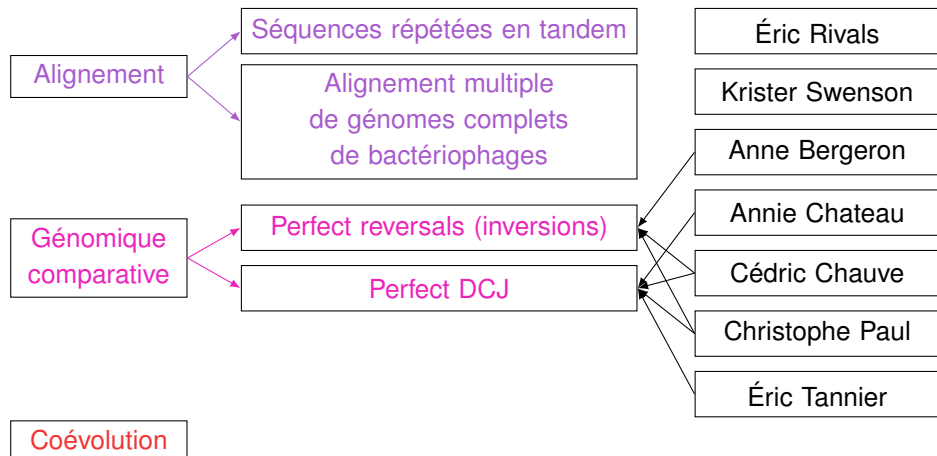 Alignement
Séquences répétées en tandem
Alignement multiple
de génomes complets
de bactériophages
Génomique
comparative
Perfect reversals (inversions)
Perfect DCJ
Coévolution
Éric Rivals
Krister Swenson
Anne Bergeron
Annie Chateau
Cédric Chauve
Christophe Paul
Éric Tannier